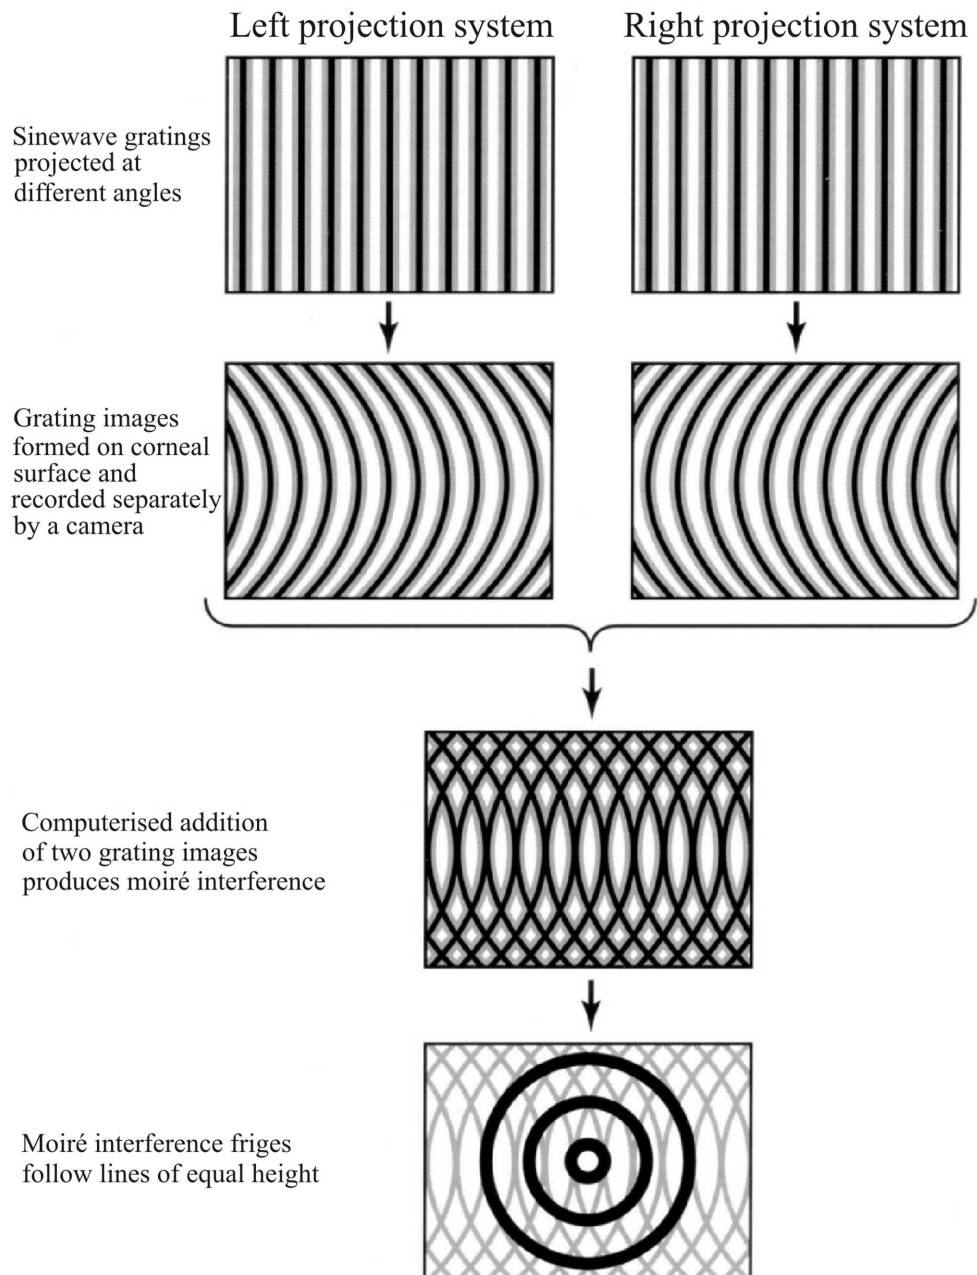 Left projection system
Right projection system
Sinewave gratings
projected at
different angles
Grating images
formed on corneal
surface and
recorded separately
by a camera
Computerised addition
of two grating images
produces moiré interference
Moiré interference friges
follow lines of equal height